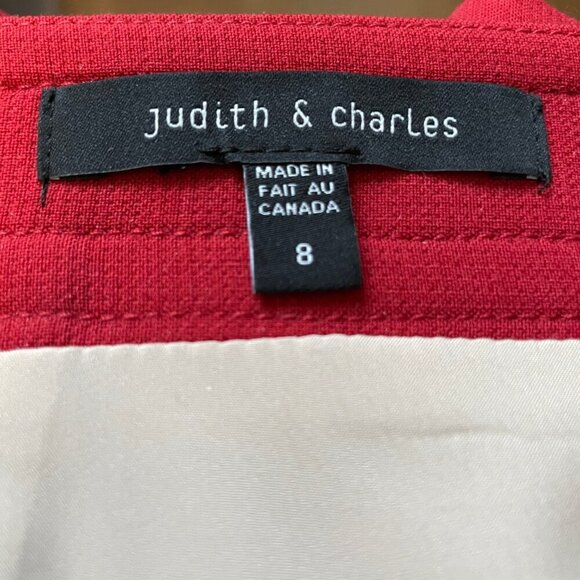 judith & charles
MADE IN
FAIT AU
CANADA
8